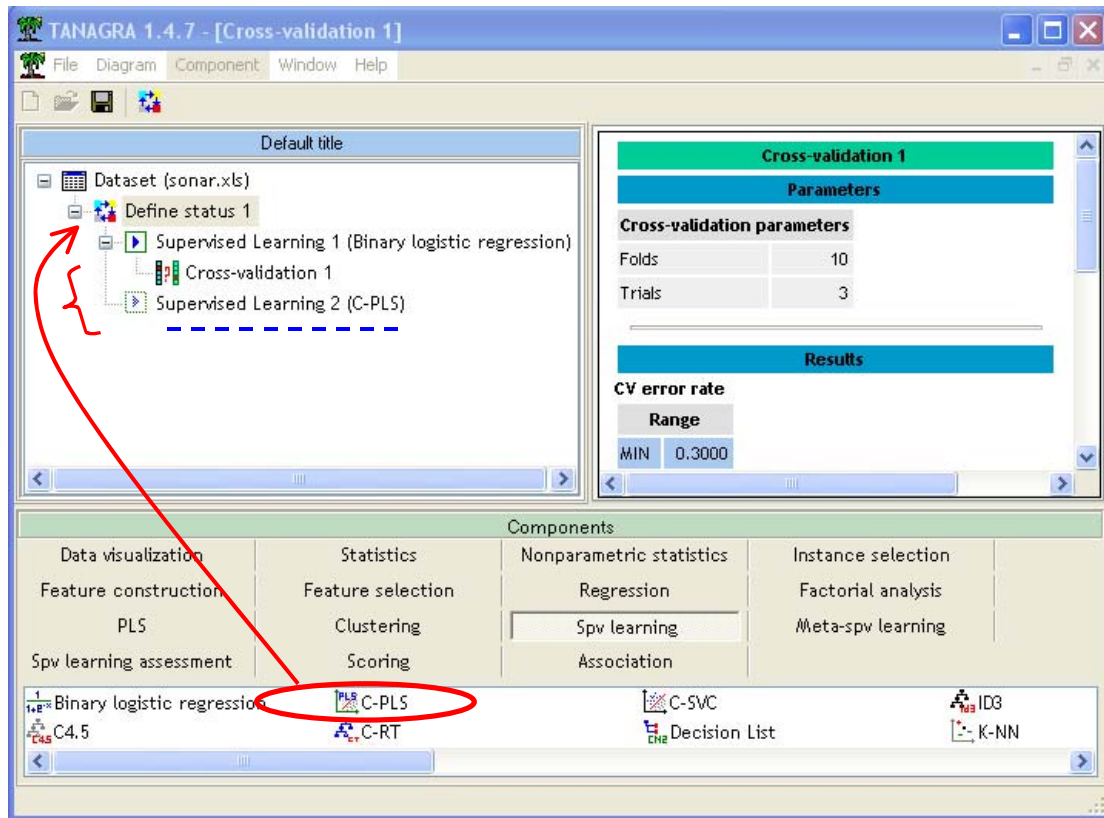 TANAGRA 1.4.7 - [Cross-validation 1]
File Diagram Component Window Help
Default title
Dataset (sonar.xls)
Define status 1
Supervised Learning 1 (Binary logistic regression)
Cross-validation 1
Supervised Learning 2 (C-PLS)
Cross-validation 1
Parameters
Cross-validation parameters
Folds 10
Trials 3
Results
CV error rate
Range
MIN 0.3000
Components
Data visualization Statistics Nonparametric statistics Instance selection
Feature construction Feature selection Regression Factorial analysis
PLS Clustering Spv learning Meta-spv learning
Spv learning assessment Scoring Association
Binary logistic regression C-PLS C-SVC ID3
C4.5 C-RT Decision List K-NN